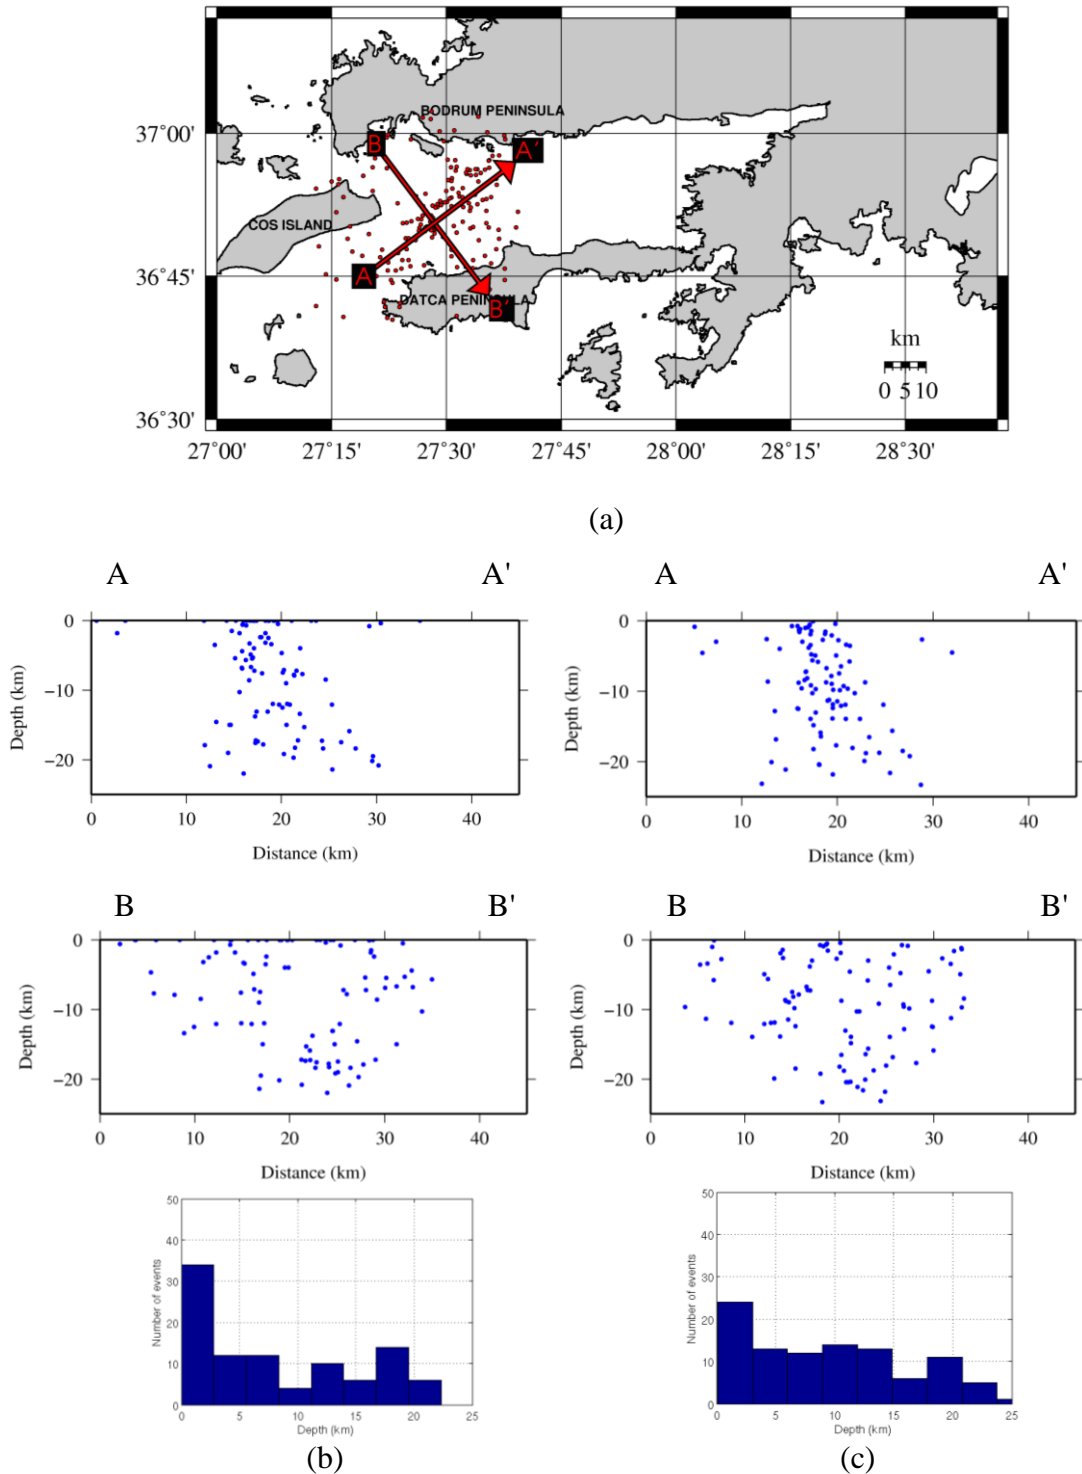 BODRUM PENINSULA
37°00'
B
A'
COS ISLAND
36°45'
A
DATCA PENINSULA
B'
km
0 5 10
36°30'
27°00' 27°15' 27°30' 27°45' 28°00' 28°15' 28°30'
(a)
A A' A A'
0 0
Depth (km) −10 Depth (km) −10
−20 −20
0 10 20 30 40 0 10 20 30 40
Distance (km) Distance (km)
B B' B B'
0 0
Depth (km) −10 Depth (km) −10
−20 −20
0 10 20 30 40 0 10 20 30 40
Distance (km) Distance (km)
50 50
40 40
Number of events 30 Number of events 30
20 20
10 10
0 0
0 5 10 15 20 25 0 5 10 15 20 25
Depth (km) Depth (km)
(b) (c)